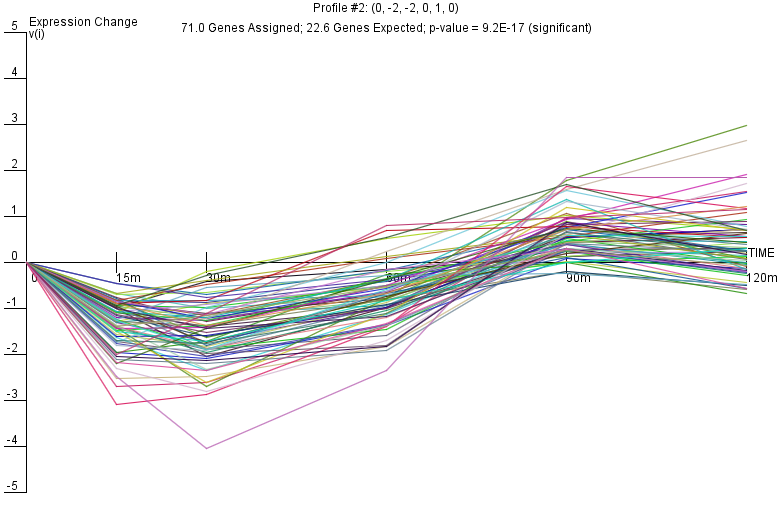 Profile #2: (0, -2, -2, 0, 1, 0)
Expression Change
v(i)
71.0 Genes Assigned; 22.6 Genes Expected; p-value = 9.2E-17 (significant)
5
4
3
2
1
0
-1
-2
-3
-4
-5
0
15m
30m
60m
90m
120m
TIME